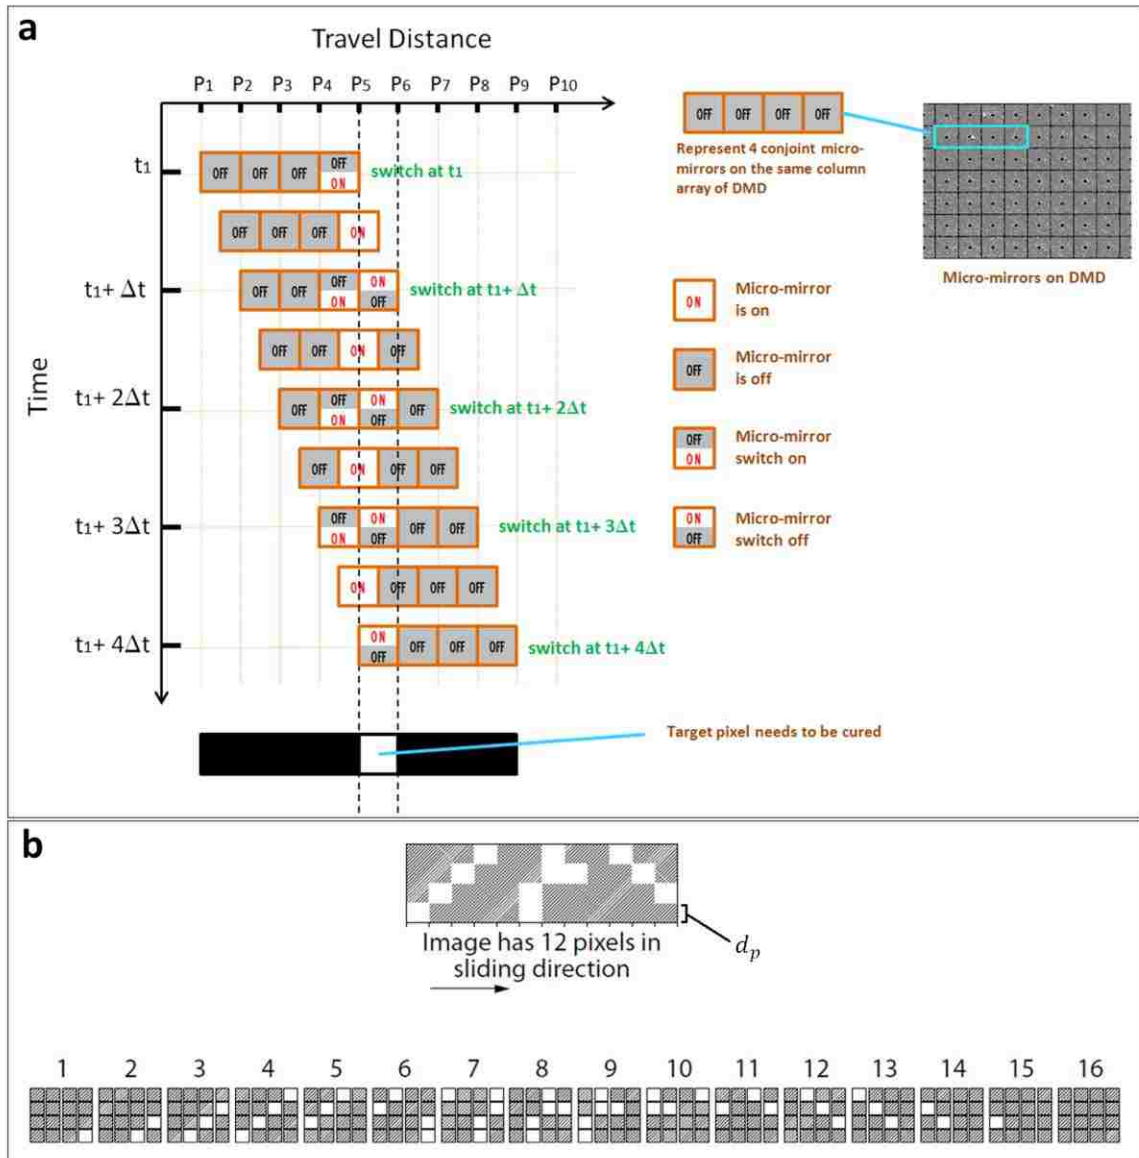 a
Travel Distance
P1 P2 P3 P4 P5 P6 P7 P8 P9 P10
Time
t1
OFF OFF OFF OFF
ON
switch at t1
OFF OFF OFF ON
t1+ Δt
OFF OFF OFF ON
ON OFF
switch at t1+ Δt
OFF OFF ON OFF
t1+ 2Δt
OFF OFF ON OFF
ON OFF
switch at t1+ 2Δt
OFF ON OFF OFF
t1+ 3Δt
OFF ON OFF OFF
ON OFF
switch at t1+ 3Δt
ON OFF OFF OFF
t1+ 4Δt
ON OFF OFF OFF
OFF
switch at t1+ 4Δt
Target pixel needs to be cured
OFF OFF OFF OFF
Represent 4 conjoint micro-
mirrors on the same column
array of DMD
Micro-mirrors on DMD
ON
Micro-mirror
is on
OFF
Micro-mirror
is off
OFF
ON
Micro-mirror
switch on
ON
OFF
Micro-mirror
switch off
b
Image has 12 pixels in
sliding direction
dp
1 2 3 4 5 6 7 8 9 10 11 12 13 14 15 16